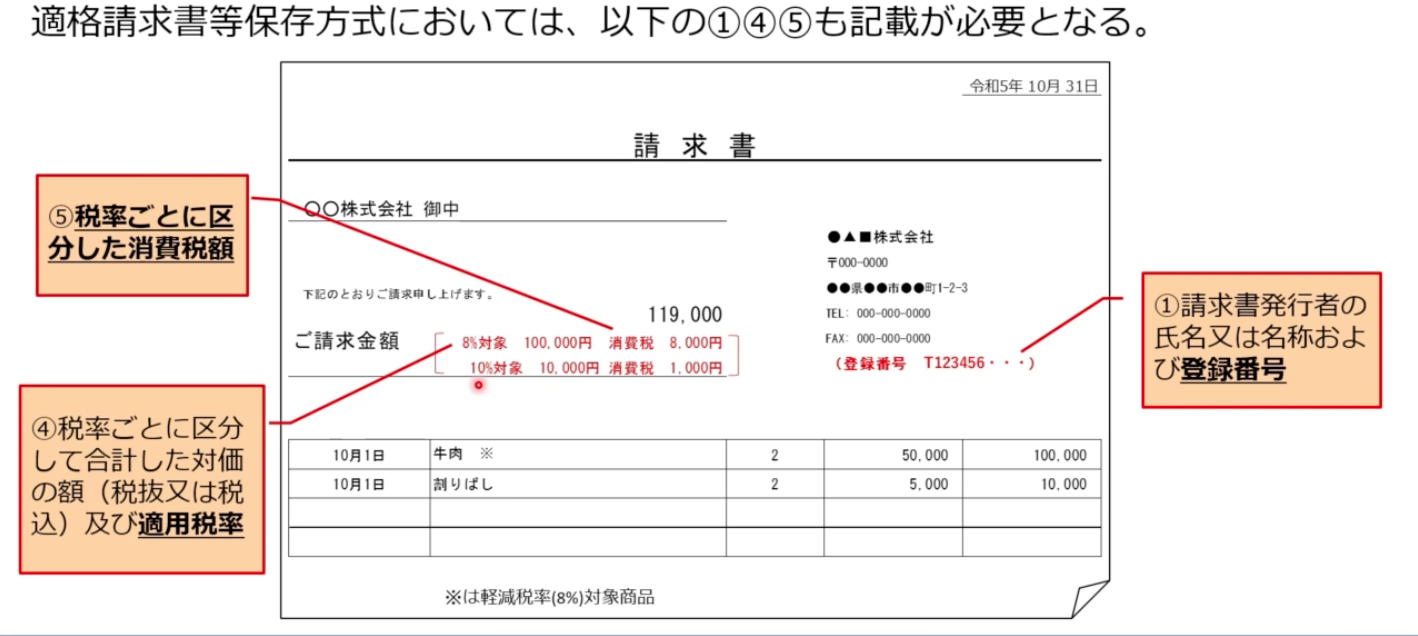 適格請求書等保存方式においては、以下の①④⑤も記載が必要となる。
令和5年 10月 31日
請 求 書
⑤税率ごとに区
分した消費税額
〇〇株式会社 御中
●▲■株式会社
〒000-0000
●●県●●市●●町1-2-3
TEL: 000-000-0000
FAX: 000-000-0000
(登録番号 T123456・・・)
下記のとおりご請求申し上げます。
119,000
ご請求金額
8%対象 100,000円 消費税 8,000円
10%対象 10,000円 消費税 1,000円
①請求書発行者の
氏名又は名称およ
び登録番号
④税率ごとに区分
して合計した対価
の額（税抜又は税
込）及び適用税率
10月1日 牛肉 ※ 2 50,000 100,000
10月1日 割りばし 2 5,000 10,000
※は軽減税率(8%)対象商品